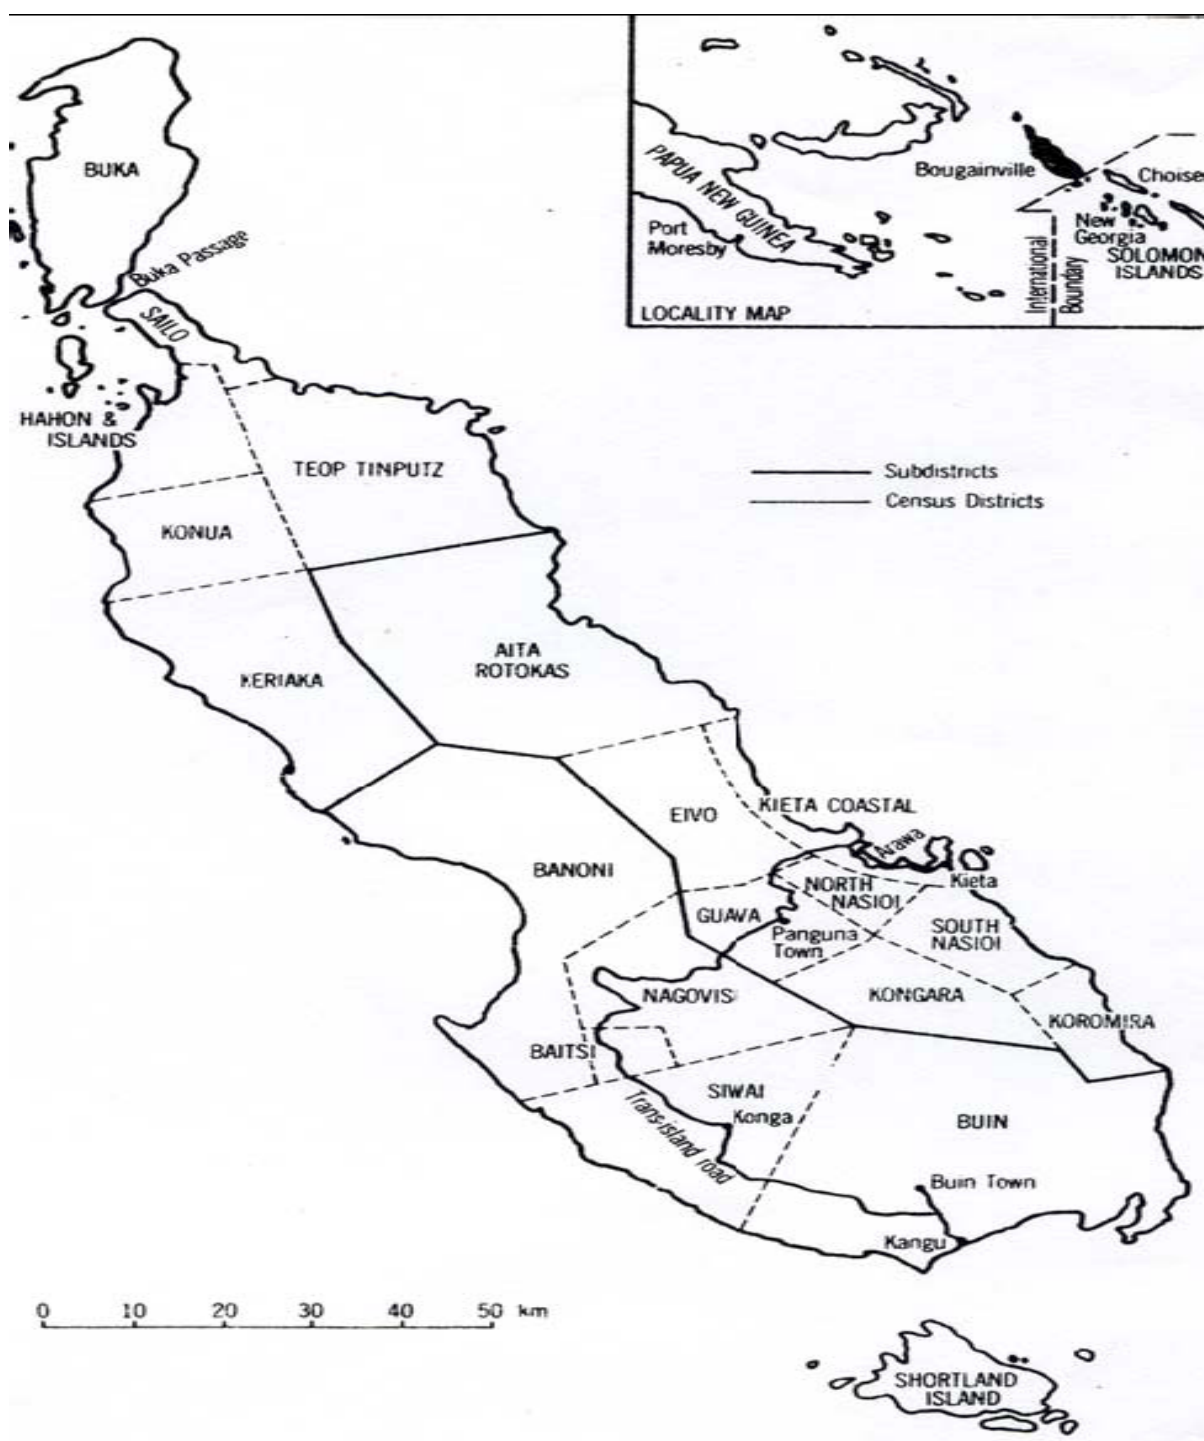 BUKA
Buka Passage
SAILO
HAHON &
ISLANDS
TEOP TINPUTZ
KONUA
KERIAKA
AITA
ROTOKAS
EIVO
KIETA COASTAL
Arawa
Kieta
BANONI
GUAVA
NORTH
NASIOI
Panguna
Town
SOUTH
NASIOI
NAGOVISI
KONGARA
KOROMIRA
BAITSI
SIWAI
Konga
Trans-island road
BUIN
Buin Town
Kangu
SHORTLAND
ISLAND
0 10 20 30 40 50 km
Subdistricts
Census Districts
PAPUA NEW GUINEA
Port
Moresby
Bougainville
Choise
New
Georgia
SOLOMON
ISLANDS
International
Boundary
LOCALITY MAP